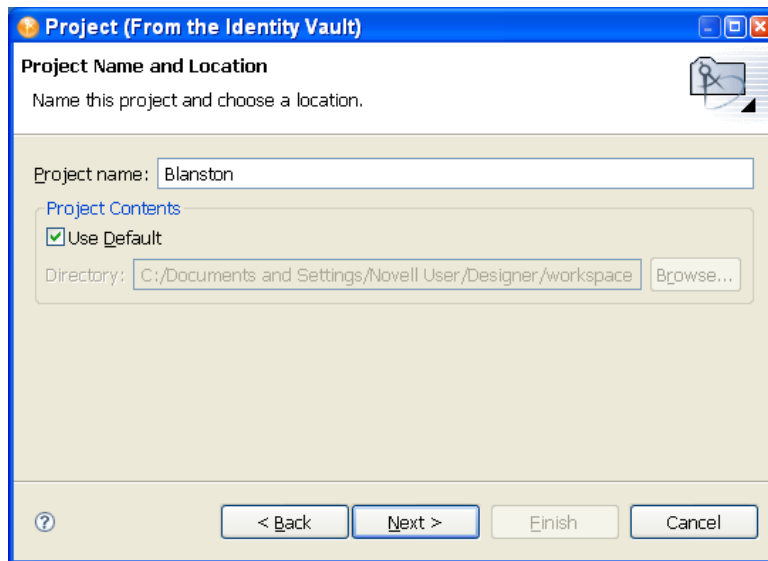 Project (From the Identity Vault)
Project Name and Location
Name this project and choose a location.
Project name: Blanston
Project Contents
Use Default
Directory: C:/Documents and Settings/Novell User/Designer/workspace Browse...
? < Back Next > Finish Cancel